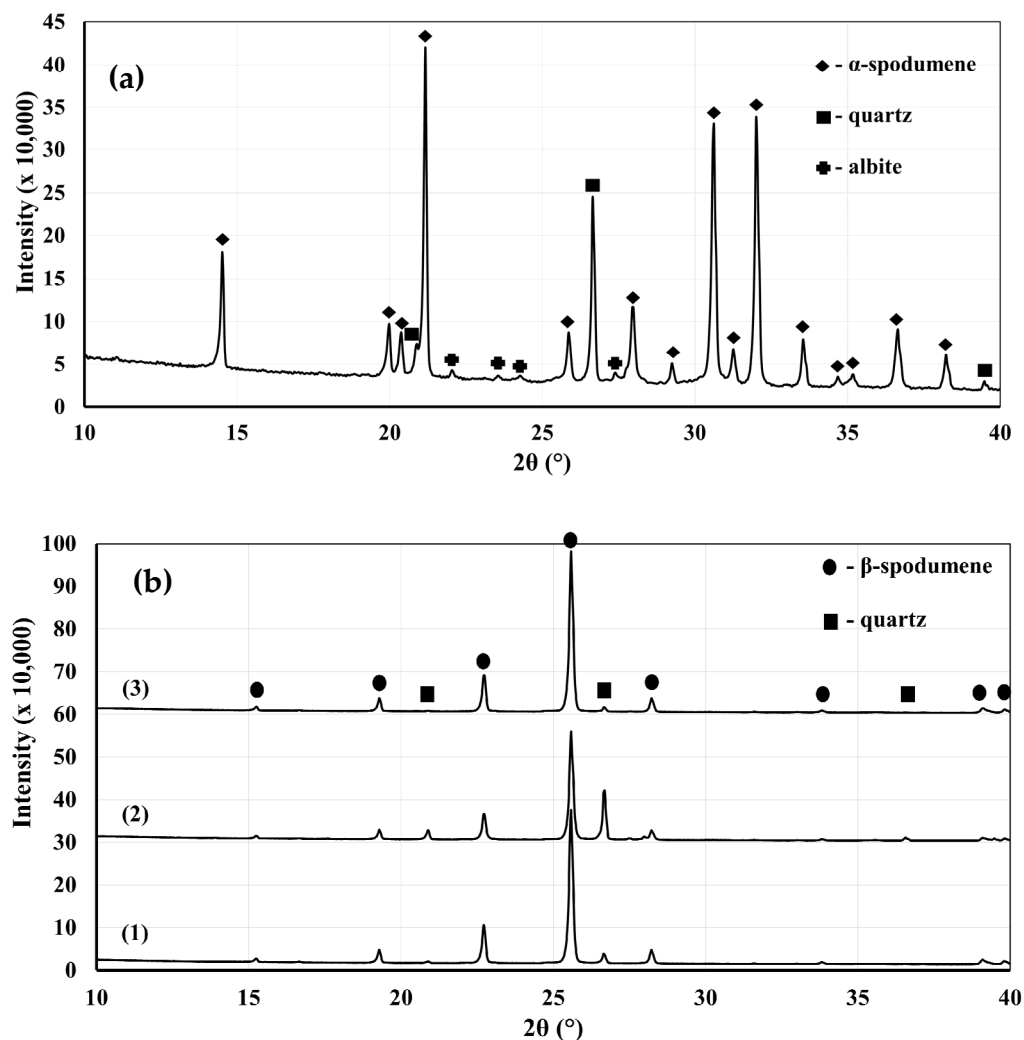 (a)
◆ - α-spodumene
■ - quartz
✚ - albite
Intensity (x 10,000)
45
40
35
30
25
20
15
10
5
0
10 15 20 25 30 35 40
2θ (°)
(b)
● - β-spodumene
■ - quartz
Intensity (x 10,000)
100
90
80
70
60
50
40
30
20
10
0
(3)
(2)
(1)
10 20 25 30 35 40
2θ (°)